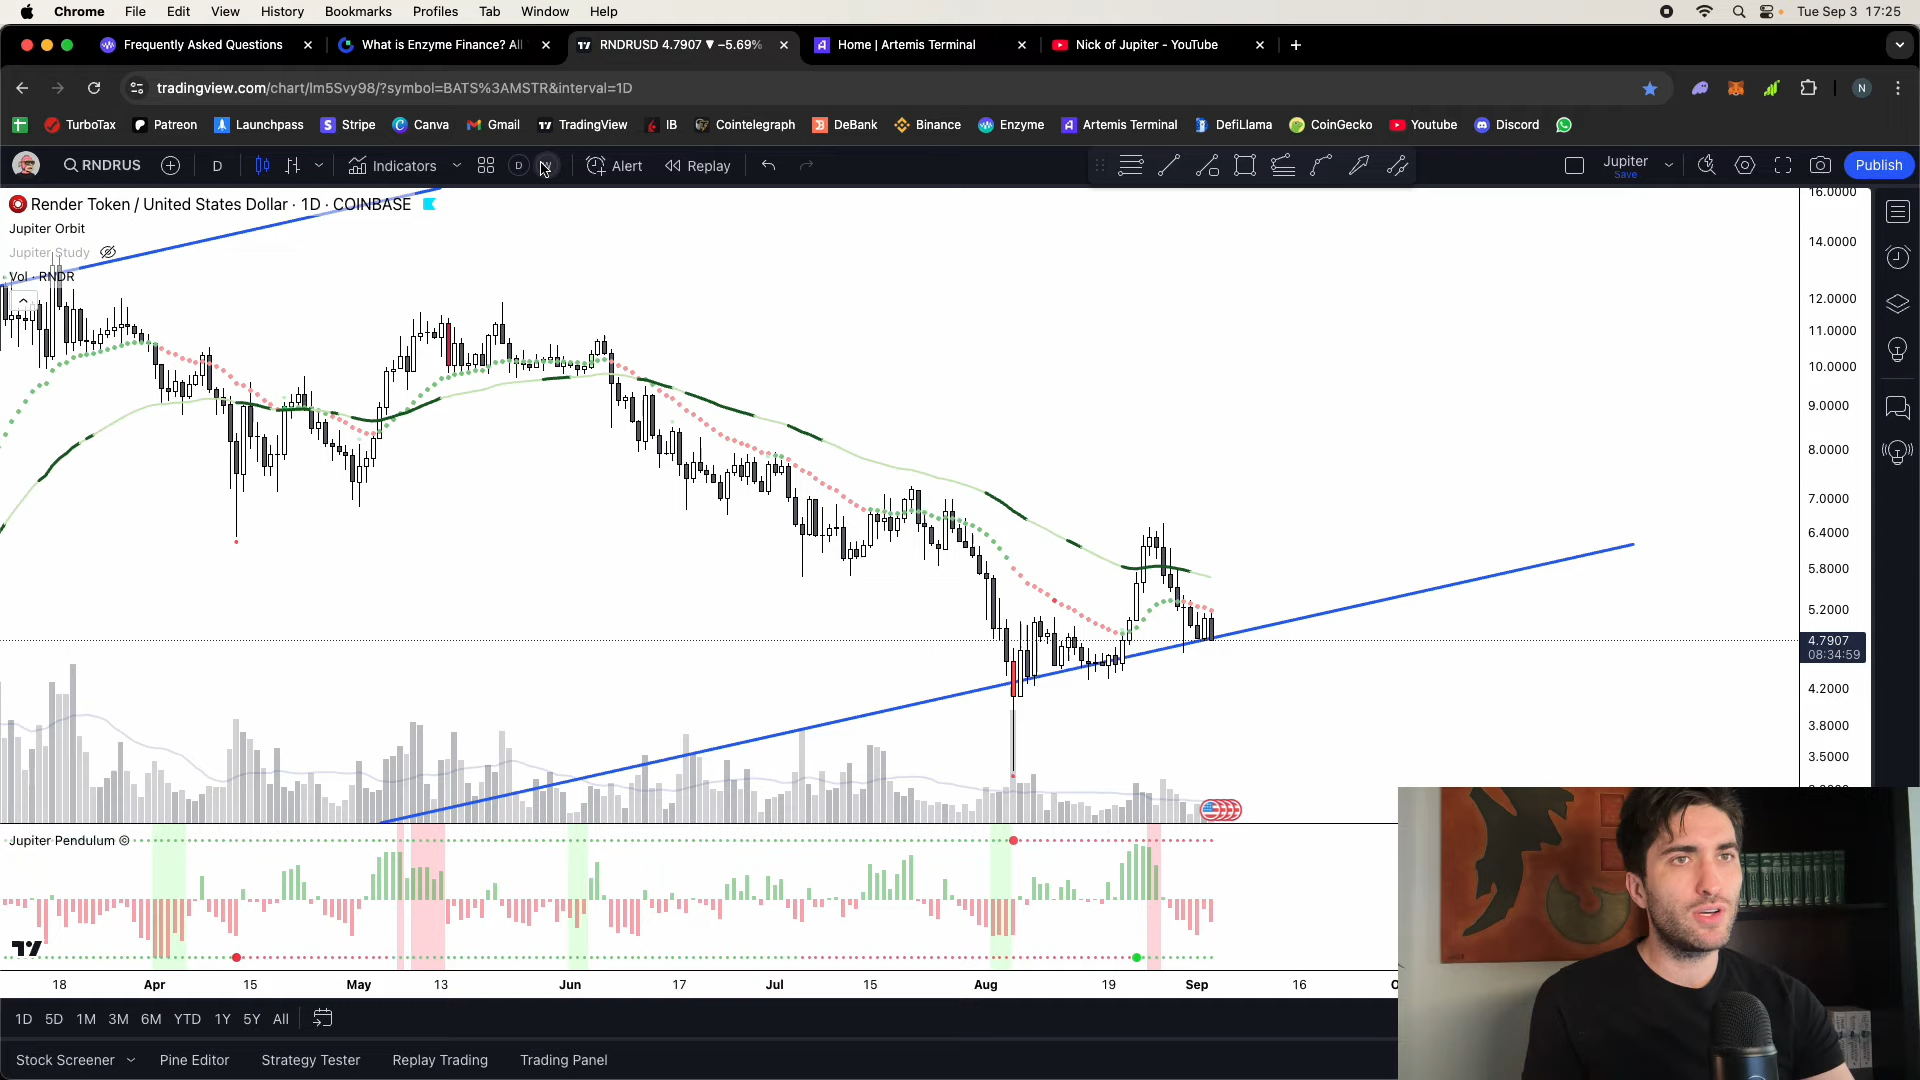 Chrome File Edit View History Bookmarks Profiles Tab Window Help Tue Sep 3 17:25
Frequently Asked Questions What is Enzyme Finance? All RNDRUSD 4.7907 ▼ −5.69% Home | Artemis Terminal Nick of Jupiter - YouTube
tradingview.com/chart/lm5Svy98/?symbol=BATS%3AMSTR&interval=1D N
TurboTax Patreon Launchpass Stripe Canva Gmail TradingView IB Cointelegraph DeBank Binance Enzyme Artemis Terminal DefiLlama CoinGecko Youtube Discord
RNDRUS D Indicators D Alert Replay Jupiter Save Publish
Render Token / United States Dollar · 1D · COINBASE
Jupiter Orbit
Jupiter Study
Vol · RNDR
16.0000
14.0000
12.0000
11.0000
10.0000
9.0000
8.0000
7.0000
6.4000
5.8000
5.2000
4.7907
08:34:59
4.2000
3.8000
3.5000
Jupiter Pendulum
18 Apr 15 May 13 Jun 17 Jul 15 Aug 19 Sep 16
1D 5D 1M 3M 6M YTD 1Y 5Y All
Stock Screener Pine Editor Strategy Tester Replay Trading Trading Panel